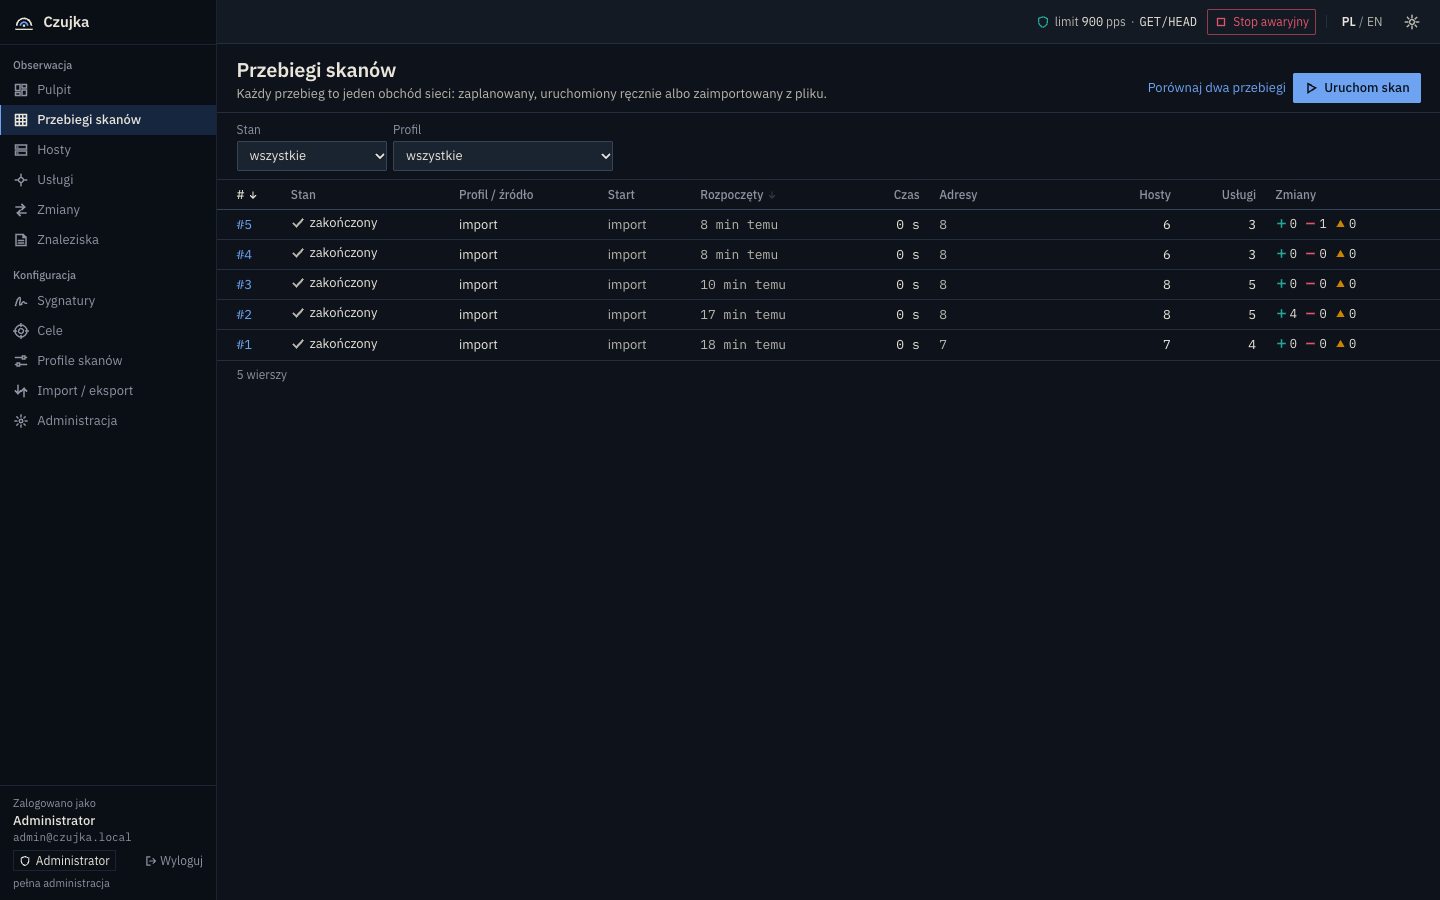 Czujka
limit 900 pps · GET/HEAD
Stop awaryjny
PL / EN
Obserwacja
Pulpit
Przebiegi skanów
Hosty
Usługi
Zmiany
Znaleziska
Konfiguracja
Sygnatury
Cele
Profile skanów
Import / eksport
Administracja
Zalogowano jako
Administrator
admin@czujka.local
Administrator Wyloguj
pełna administracja
Przebiegi skanów
Każdy przebieg to jeden obchód sieci: zaplanowany, uruchomiony ręcznie albo zaimportowany z pliku.
Porównaj dwa przebiegi Uruchom skan
Stan Profil
wszystkie wszystkie
# ↓ Stan Profil / źródło Start Rozpoczęty ↓ Czas Adresy Hosty Usługi Zmiany
#5 zakończony import import 8 min temu 0 s 8 6 3 +0 −1 ▲0
#4 zakończony import import 8 min temu 0 s 8 6 3 +0 −0 ▲0
#3 zakończony import import 10 min temu 0 s 8 8 5 +0 −0 ▲0
#2 zakończony import import 17 min temu 0 s 8 8 5 +4 −0 ▲0
#1 zakończony import import 18 min temu 0 s 7 7 4 +0 −0 ▲0
5 wierszy